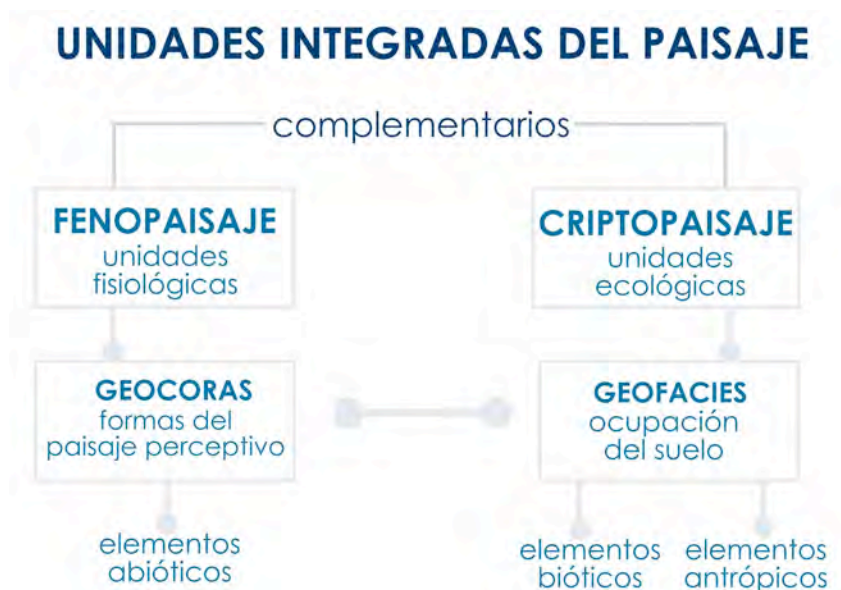 UNIDADES INTEGRADAS DEL PAISAJE
complementarios
FENOPAISAJE
unidades
fisiológicas
CRIPTOPAISAJE
unidades
ecológicas
GEOCORAS
formas del
paisaje perceptivo
GEOFACIES
ocupación
del suelo
elementos
abióticos
elementos
bióticos
elementos
antrópicos